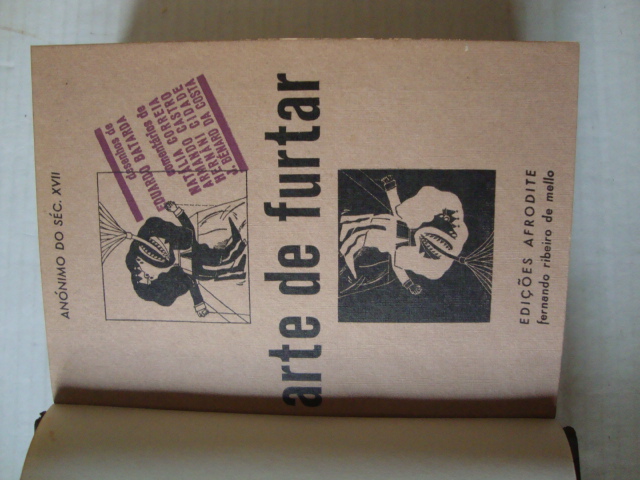 ANÓNIMO DO SÉC. XVII
desenhos de
EDUARDO BATARDA
comentários de
NATÁLIA CORREIA
ARMANDO CASTRO
HERNÂNI CIDADE
J. BÉNARD DA COSTA
arte de furtar
EDIÇÕES AFRODITE
fernando ribeiro de mello